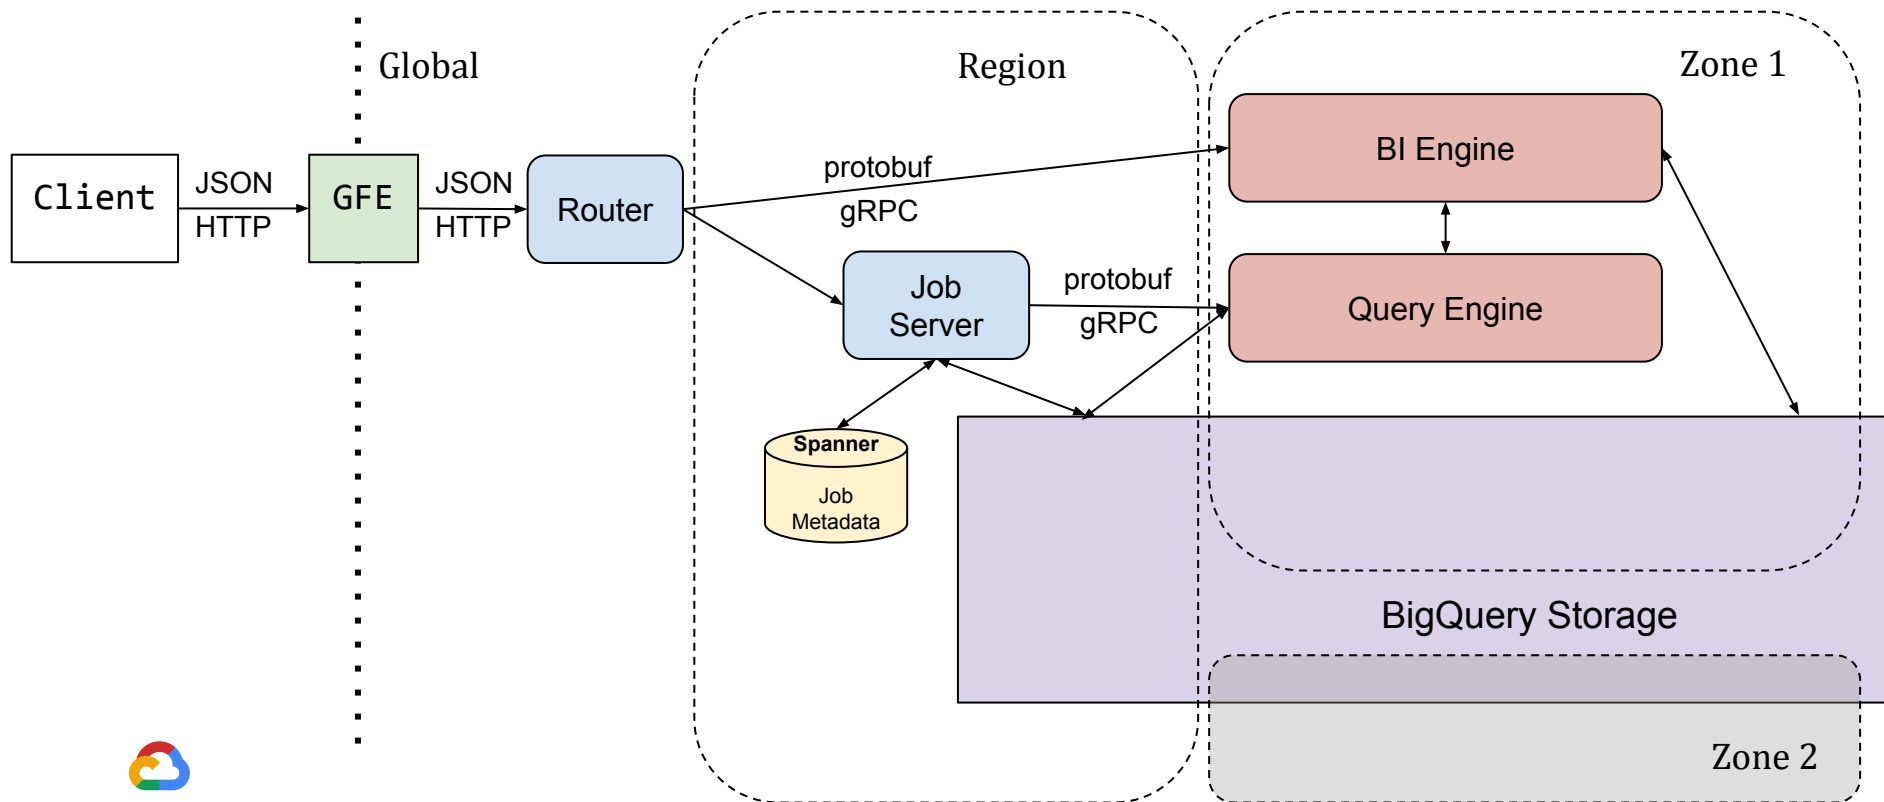 Global
Region
Zone 1
Client
JSON
HTTP
GFE
JSON
HTTP
Router
protobuf
gRPC
BI Engine
Job
Server
protobuf
gRPC
Query Engine
Spanner
Job
Metadata
BigQuery Storage
Zone 2